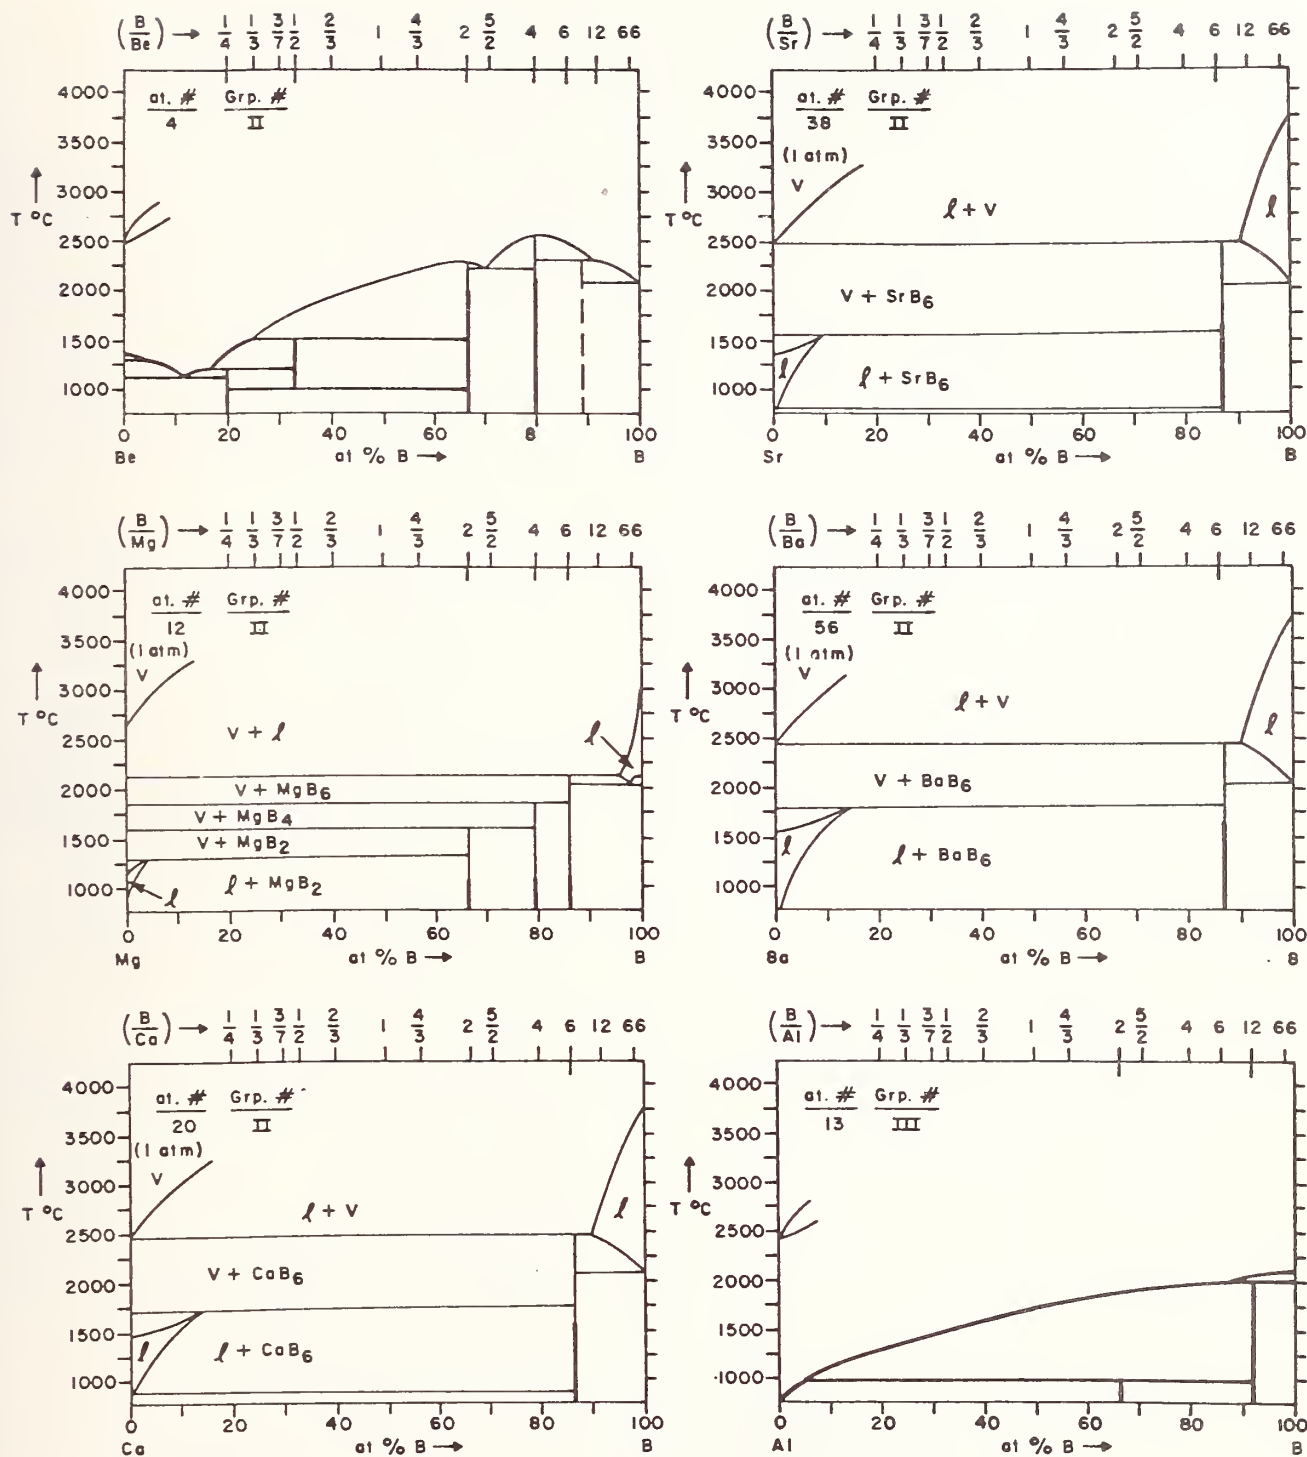 (B/Be) → 1/4 1/3 3/7 1/2 2/3 1 4/3 2 5/2 4 6 12 66
at. # Grp. #
4 II
4000
3500
3000
T °C
2500
2000
1500
1000
0 20 40 60 8 100
Be at % B → B
(B/Sr) → 1/4 1/3 3/7 1/2 2/3 1 4/3 2 5/2 4 6 12 66
at. # Grp. #
38 II
4000
3500
(1 atm)
V
3000
T °C
l + V
l
2500
V + SrB6
2000
1500
l
l + SrB6
1000
0 20 40 60 80 100
Sr at % B → B
(B/Mg) → 1/4 1/3 3/7 1/2 2/3 1 4/3 2 5/2 4 6 12 66
at. # Grp. #
12 II
4000
3500
(1 atm)
V
3000
T °C
V + l
l
2500
V + MgB6
2000
V + MgB4
V + MgB2
1500
l + MgB2
l
1000
0 20 40 60 80 100
Mg at % B → B
(B/Ba) → 1/4 1/3 3/7 1/2 2/3 1 4/3 2 5/2 4 6 12 66
at. # Grp. #
56 II
4000
3500
(1 atm)
V
3000
T °C
l + V
l
2500
V + BaB6
2000
1500
l
l + BaB6
1000
0 20 40 60 80 100
8a at % B → 8
(B/Ca) → 1/4 1/3 3/7 1/2 2/3 1 4/3 2 5/2 4 6 12 66
at. # Grp. #
20 II
4000
3500
(1 atm)
V
3000
T °C
l + V
l
2500
V + CaB6
2000
1500
l
l + CaB6
1000
0 20 40 60 80 100
Ca at % B → B
(B/Al) → 1/4 1/3 3/7 1/2 2/3 1 4/3 2 5/2 4 6 12 66
at. # Grp. #
13 III
4000
3500
3000
T °C
2500
2000
1500
1000
0 20 40 60 80 100
Al at % B → B